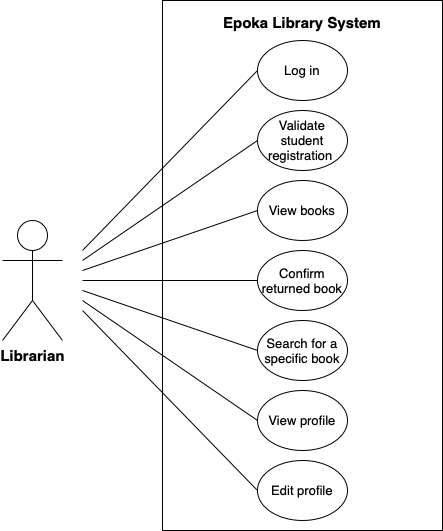 Epoka Library System
Log in
Validate
student
registration
View books
Confirm
returned book
Librarian
Search for a
specific book
View profile
Edit profile